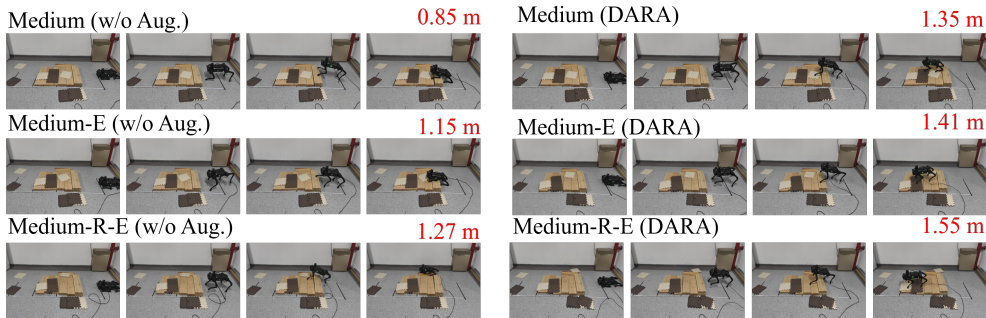 Medium (w/o Aug.) 0.85 m
Medium (DARA) 1.35 m
Medium-E (w/o Aug.) 1.15 m
Medium-E (DARA) 1.41 m
Medium-R-E (w/o Aug.) 1.27 m
Medium-R-E (DARA) 1.55 m